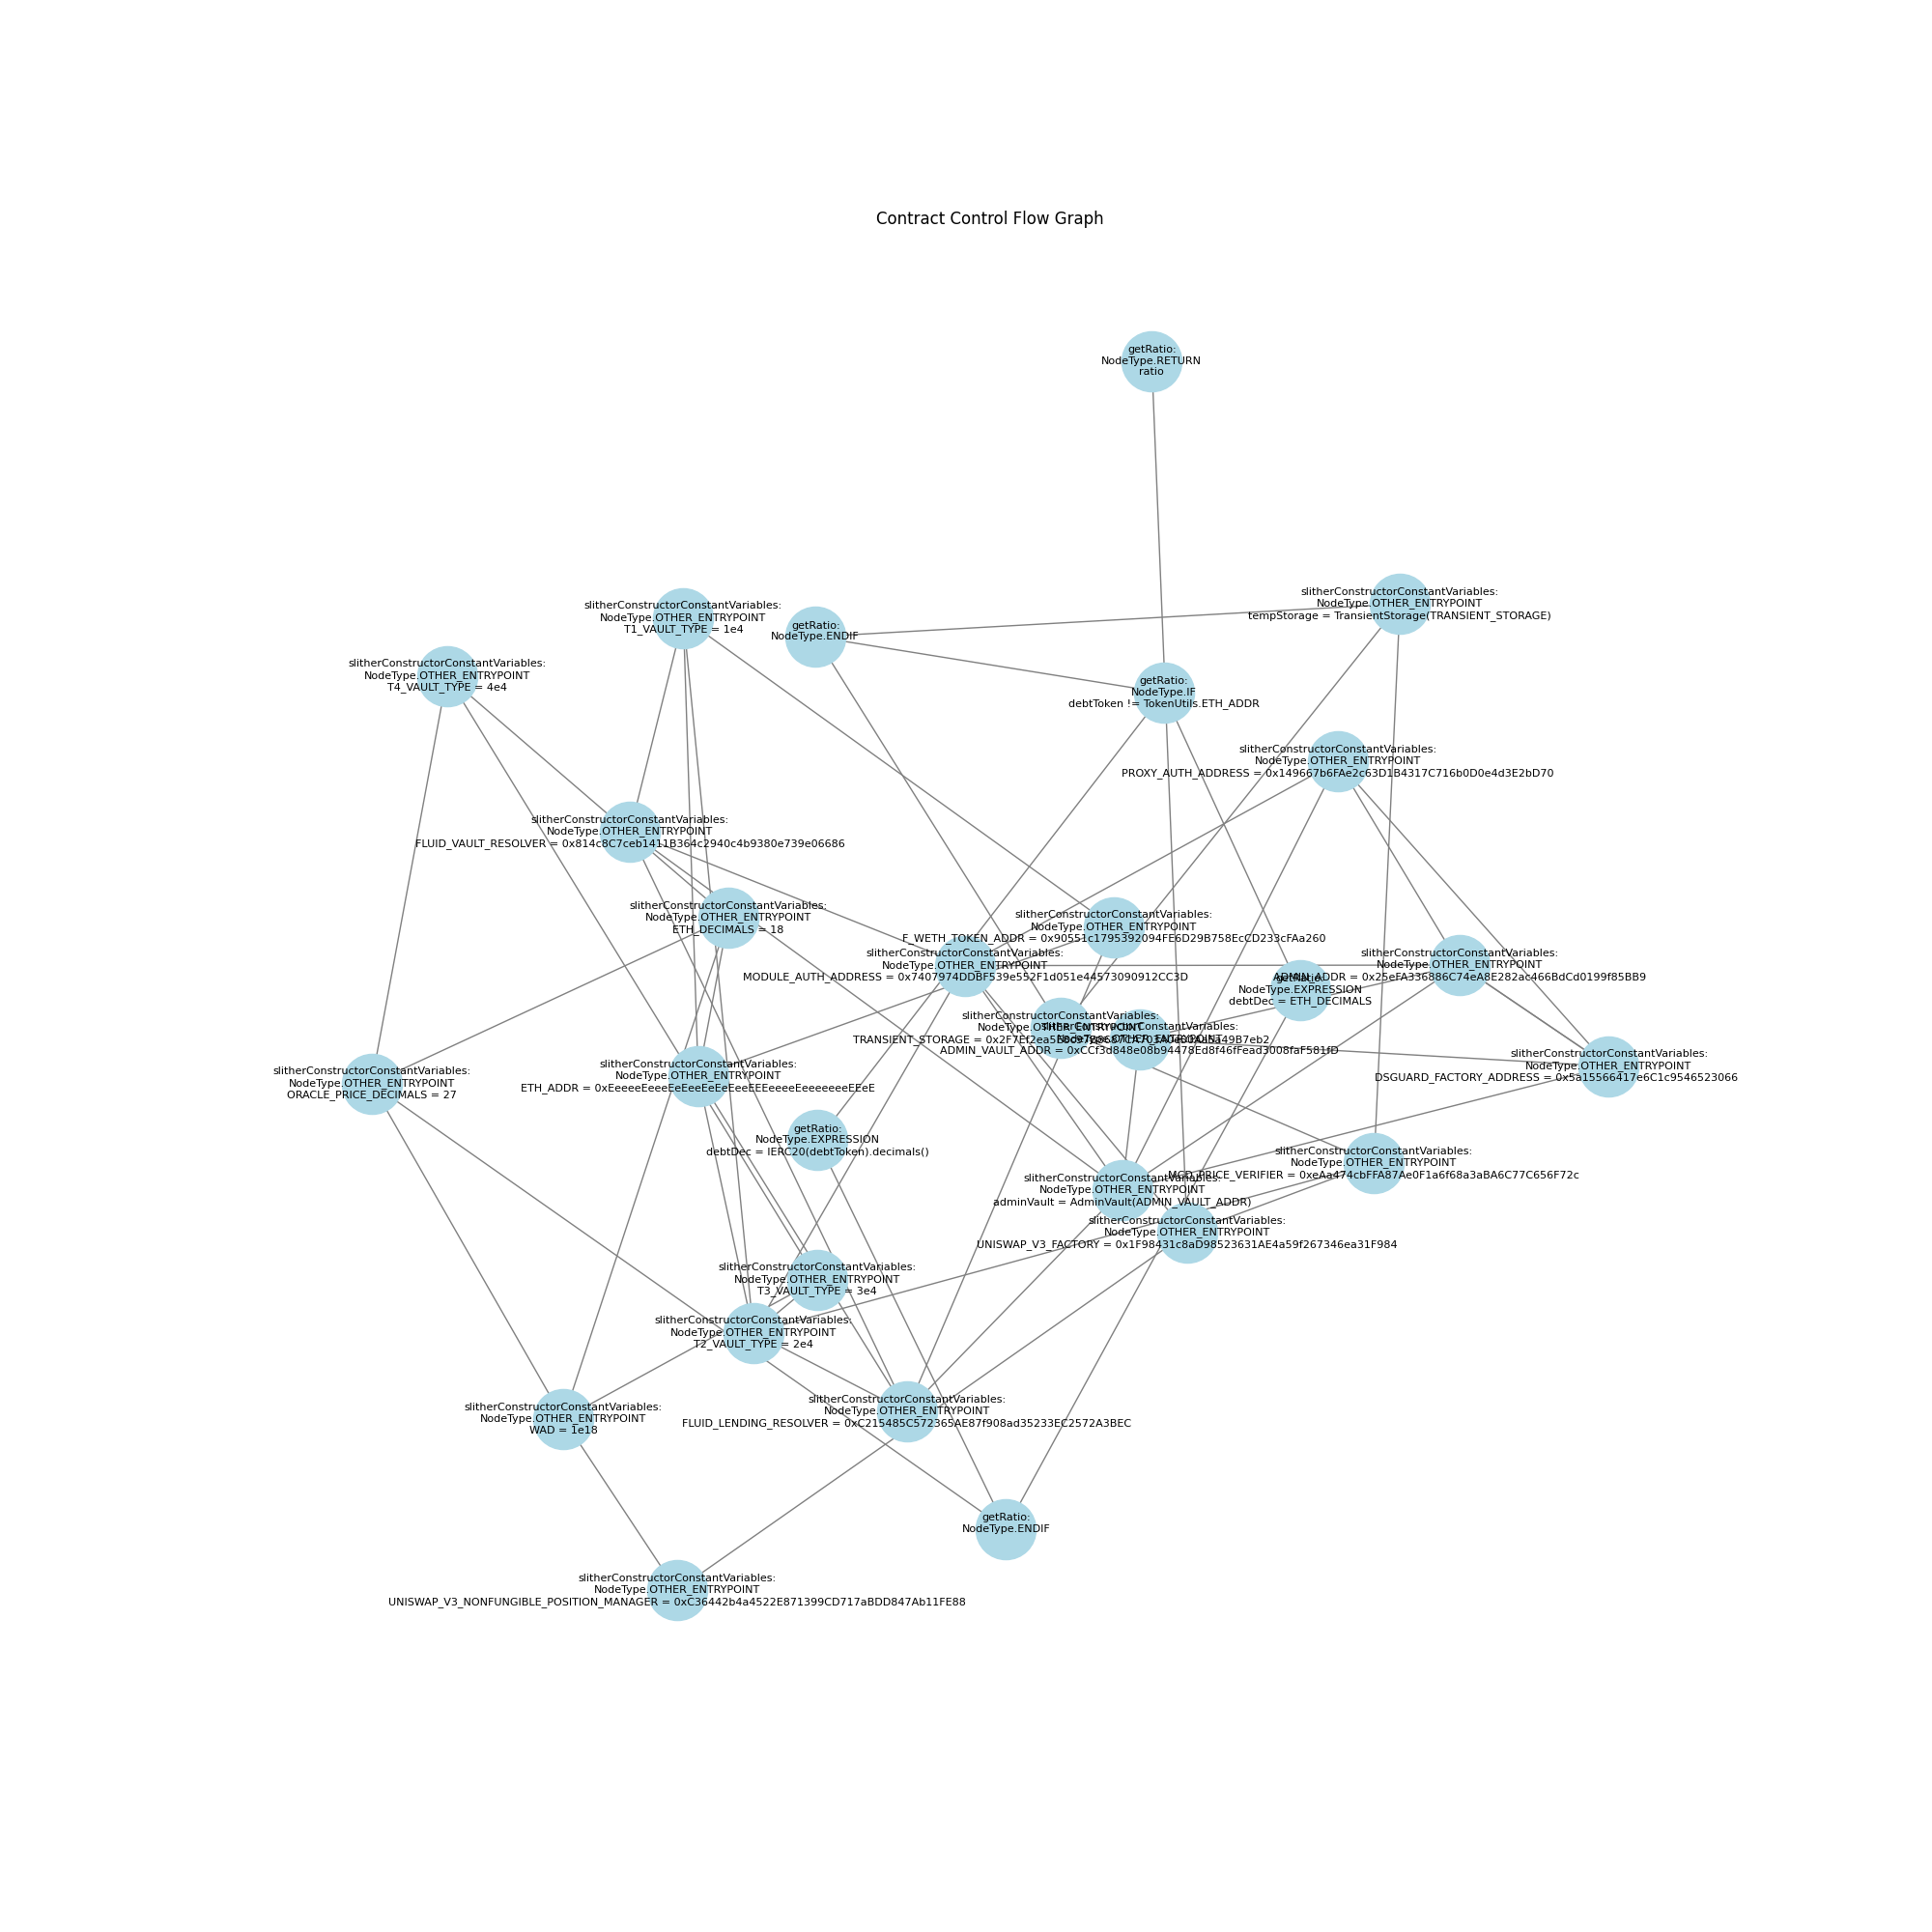 Contract Control Flow Graph
getRatio:
NodeType.RETURN
ratio
slitherConstructorConstantVariables:
NodeType.OTHER_ENTRYPOINT
tempStorage = TransientStorage(TRANSIENT_STORAGE)
slitherConstructorConstantVariables:
NodeType.OTHER_ENTRYPOINT
T1_VAULT_TYPE = 1e4
getRatio:
NodeType.ENDIF
slitherConstructorConstantVariables:
NodeType.OTHER_ENTRYPOINT
T4_VAULT_TYPE = 4e4
getRatio:
NodeType.IF
debtToken != TokenUtils.ETH_ADDR
slitherConstructorConstantVariables:
NodeType.OTHER_ENTRYPOINT
PROXY_AUTH_ADDRESS = 0x149667b6FAe2c63D1B4317C716b0D0e4d3E2bD70
slitherConstructorConstantVariables:
NodeType.OTHER_ENTRYPOINT
FLUID_VAULT_RESOLVER = 0x814c8C7ceb1411B364c2940c4b9380e739e06686
slitherConstructorConstantVariables:
NodeType.OTHER_ENTRYPOINT
ETH_DECIMALS = 18
slitherConstructorConstantVariables:
NodeType.OTHER_ENTRYPOINT
F_WETH_TOKEN_ADDR = 0x90551c1795392094FE6D29B758EcCD233cFAa260
slitherConstructorConstantVariables:
NodeType.OTHER_ENTRYPOINT
MODULE_AUTH_ADDRESS = 0x7407974DDBF539e552F1d051e44573090912CC3D
slitherConstructorConstantVariables:
NodeType.OTHER_ENTRYPOINT
ADMIN_ADDR = 0x25eFA336886C74eA8E282ac466BdCd0199f85BB9
getRatio:
NodeType.EXPRESSION
debtDec = ETH_DECIMALS
slitherConstructorConstantVariables:
NodeType.OTHER_ENTRYPOINT
TRANSIENT_STORAGE =
ADMIN_VAULT_ADDR = 0xCCf3d848e08b94478Ed8f46fFead3008faF581fD
slitherConstructorConstantVariables:
NodeType.OTHER_ENTRYPOINT
DSGUARD_FACTORY_ADDRESS = 0x5a15566417e6C1c9546523066
slitherConstructorConstantVariables:
NodeType.OTHER_ENTRYPOINT
ORACLE_PRICE_DECIMALS = 27
slitherConstructorConstantVariables:
NodeType.OTHER_ENTRYPOINT
ETH_ADDR = 0xEeeeeEeeeEeEeeEeEeEeeEEEeeeeEeeeeeeeEEeE
getRatio:
NodeType.EXPRESSION
debtDec = IERC20(debtToken).decimals()
slitherConstructorConstantVariables:
NodeType.OTHER_ENTRYPOINT
MCD_PRICE_VERIFIER = 0xeAa474cbFFA87Ae0F1a6f68a3aBA6C77C656F72c
slitherConstructorConstantVariables:
NodeType.OTHER_ENTRYPOINT
adminVault = AdminVault(ADMIN_VAULT_ADDR)
slitherConstructorConstantVariables:
NodeType.OTHER_ENTRYPOINT
UNISWAP_V3_FACTORY = 0x1F98431c8aD98523631AE4a59f267346ea31F984
slitherConstructorConstantVariables:
NodeType.OTHER_ENTRYPOINT
T3_VAULT_TYPE = 3e4
slitherConstructorConstantVariables:
NodeType.OTHER_ENTRYPOINT
T2_VAULT_TYPE = 2e4
slitherConstructorConstantVariables:
NodeType.OTHER_ENTRYPOINT
FLUID_LENDING_RESOLVER = 0xC215485C572365AE87f908ad35233EC2572A3BEC
slitherConstructorConstantVariables:
NodeType.OTHER_ENTRYPOINT
WAD = 1e18
getRatio:
NodeType.ENDIF
slitherConstructorConstantVariables:
NodeType.OTHER_ENTRYPOINT
UNISWAP_V3_NONFUNGIBLE_POSITION_MANAGER = 0xC36442b4a4522E871399CD717aBDD847Ab11FE88